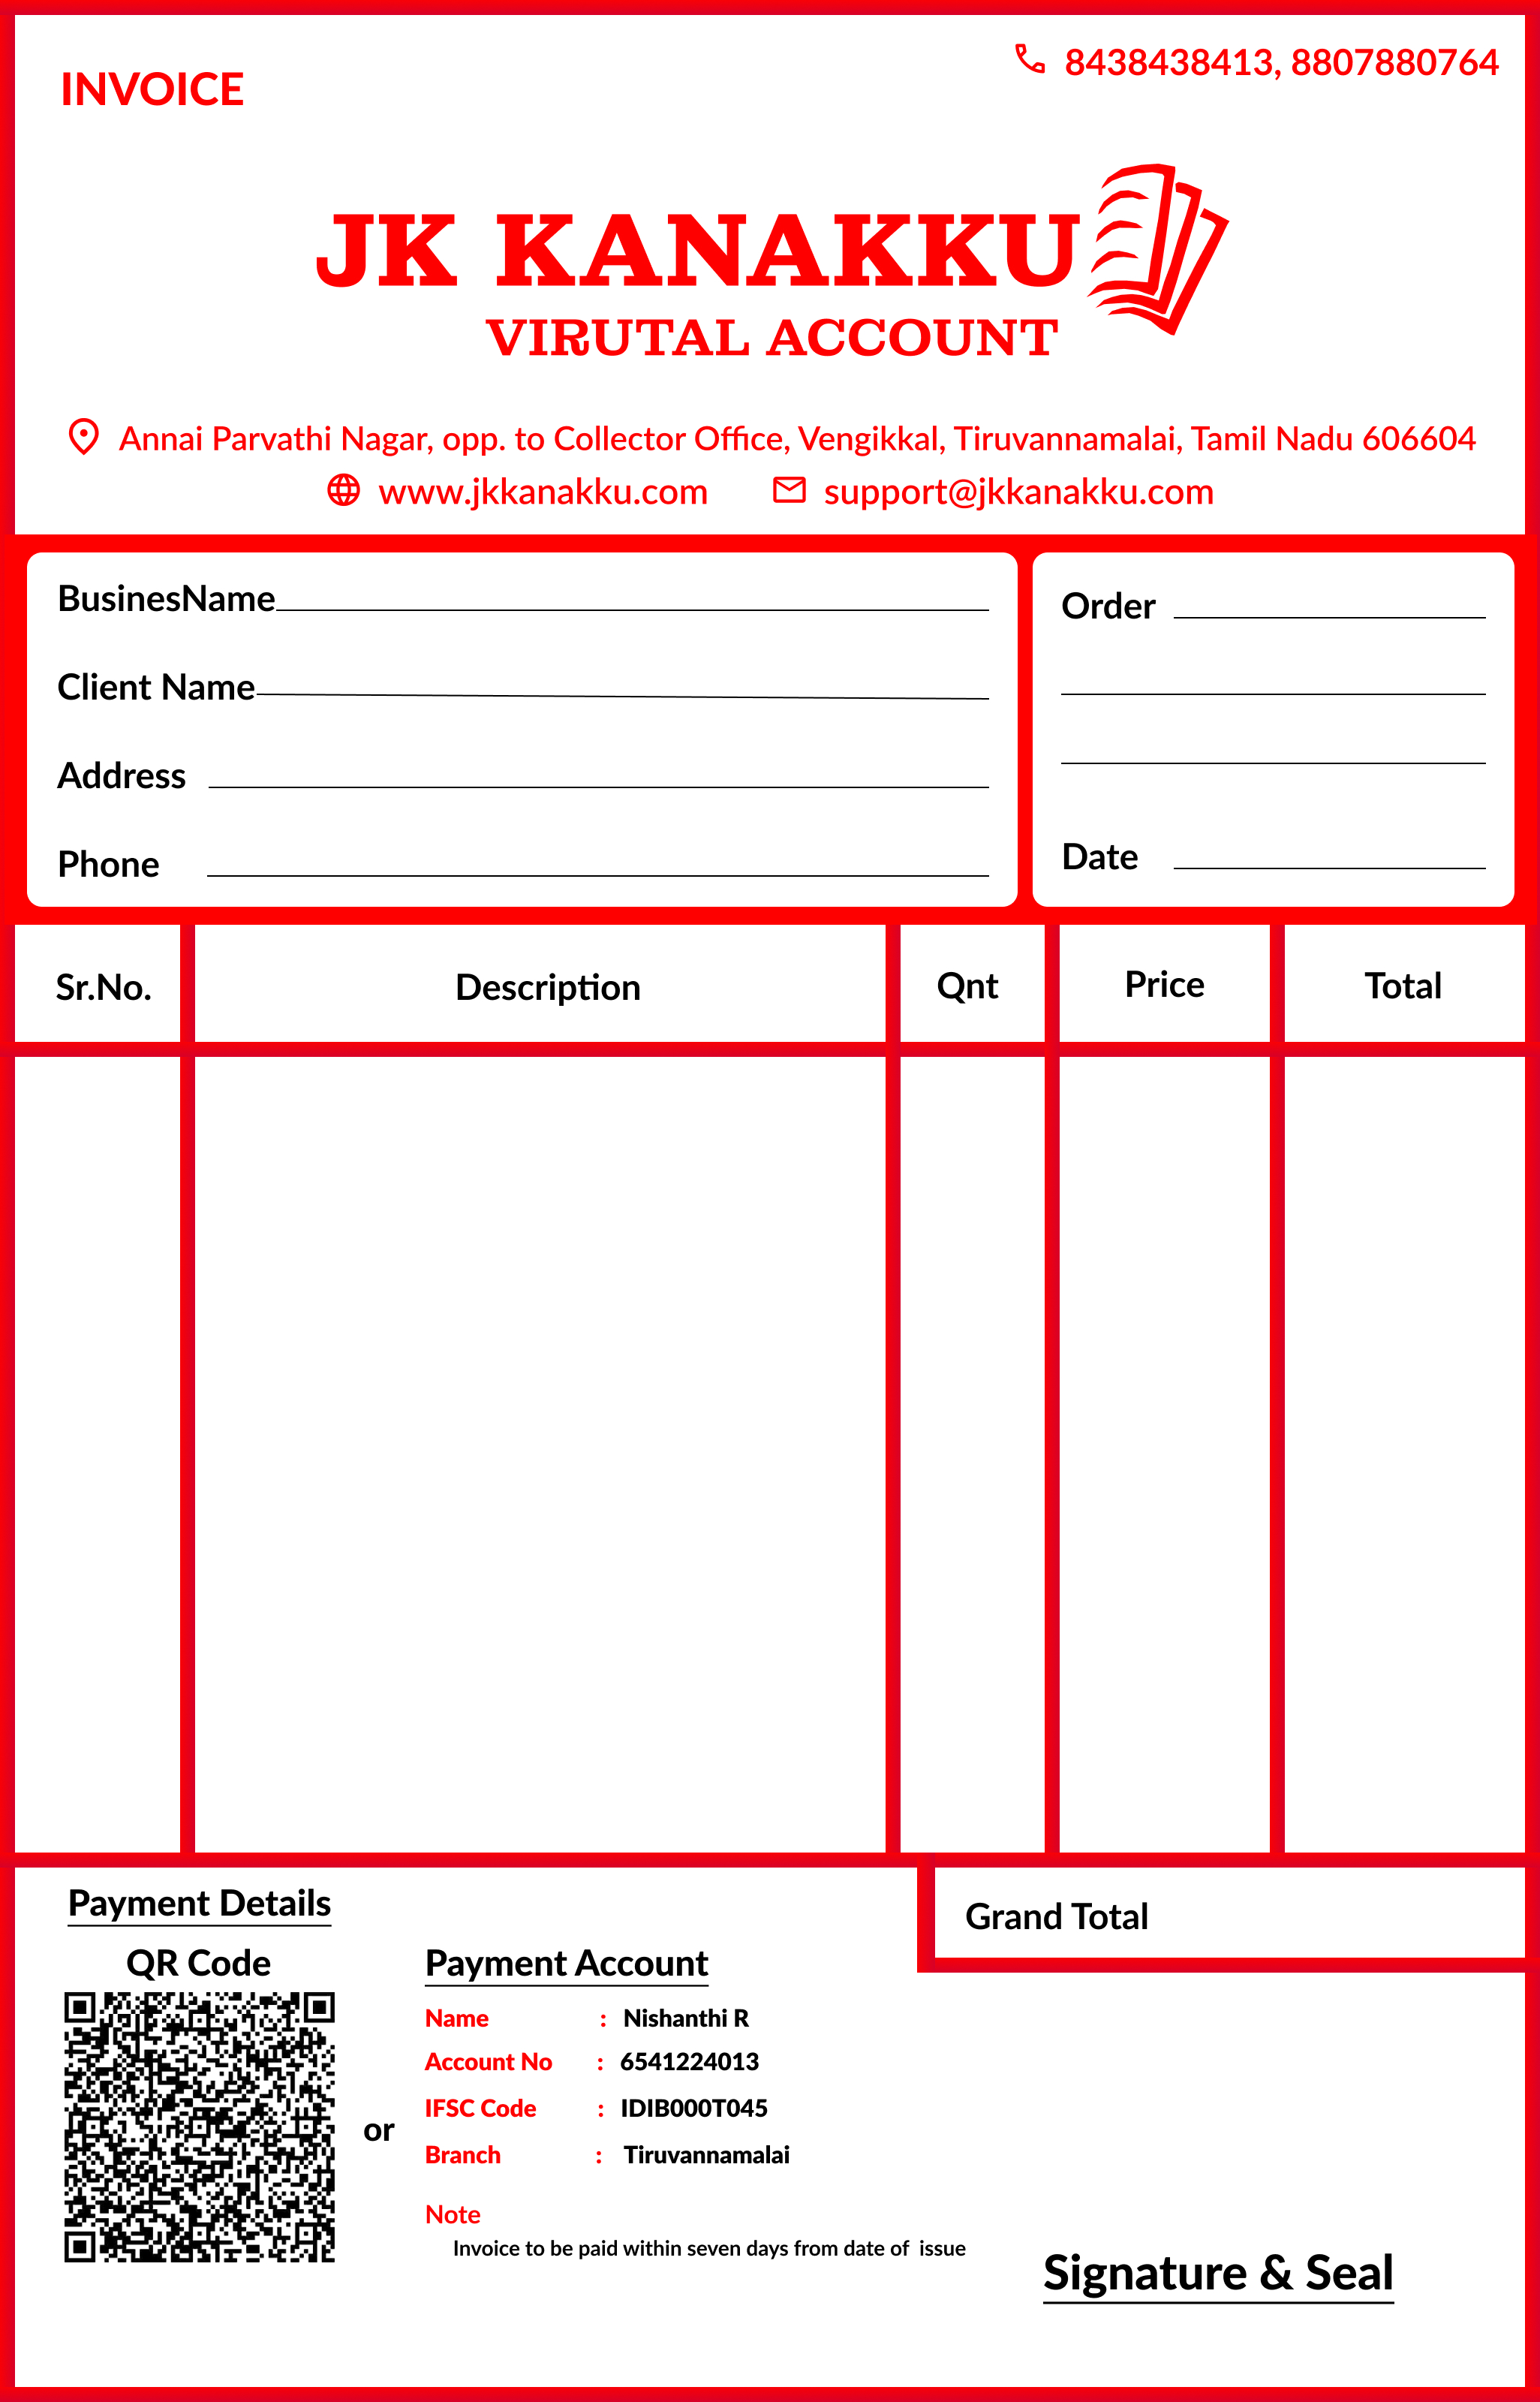 INVOICE
8438438413, 8807880764
JK KANAKKU
VIRUTAL ACCOUNT
Annai Parvathi Nagar, opp. to Collector Office, Vengikkal, Tiruvannamalai, Tamil Nadu 606604
www.jkkanakku.com support@jkkanakku.com
BusinesName
Client Name
Address
Phone
Order
Date
Sr.No. Description Qnt Price Total
Grand Total
Payment Details
QR Code
or
Payment Account
Name : Nishanthi R
Account No : 6541224013
IFSC Code : IDIB000T045
Branch : Tiruvannamalai
Note
Invoice to be paid within seven days from date of issue
Signature & Seal